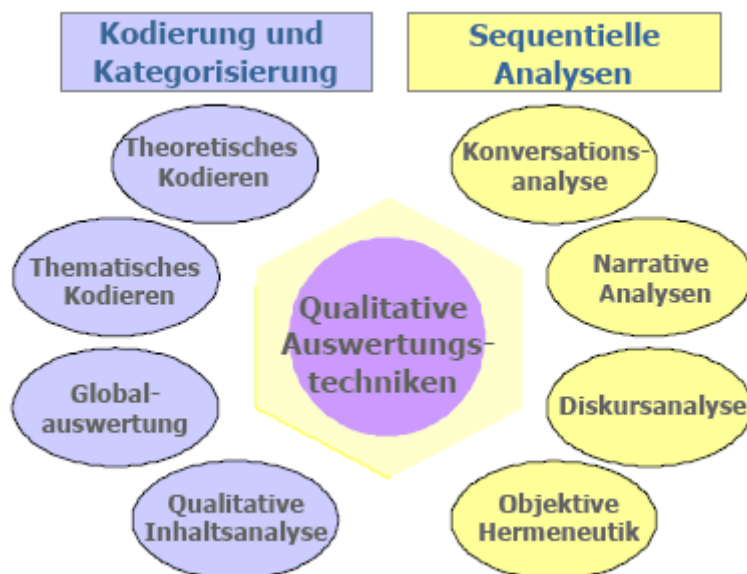 Kodierung und
Kategorisierung
Sequentielle
Analysen
Theoretisches
Kodieren
Thematisches
Kodieren
Global-
auswertung
Qualitative
Inhaltsanalyse
Qualitative
Auswertungs-
techniken
Konversations-
analyse
Narrative
Analysen
Diskursanalyse
Objektive
Hermeneutik